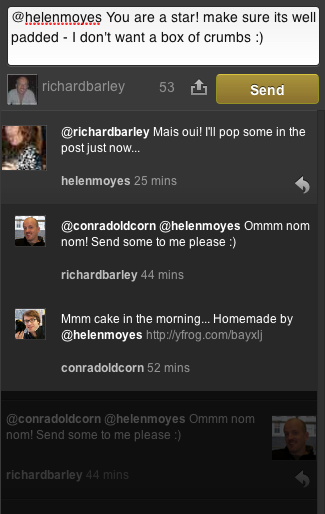 @helenmoyes You are a star! make sure its well
padded - I don't want a box of crumbs :)
richardbarley 53 Send
@richardbarley Mais oui! I'll pop some in the
post just now...
helenmoyes 25 mins
@conradoldcorn @helenmoyes Ommm nom
nom! Send some to me please :)
richardbarley 44 mins
Mmm cake in the morning... Homemade by
@helenmoyes http://yfrog.com/bayxlj
conradoldcorn 52 mins
@conradoldcorn @helenmoyes Ommm nom
nom! Send some to me please :)
richardbarley 44 mins